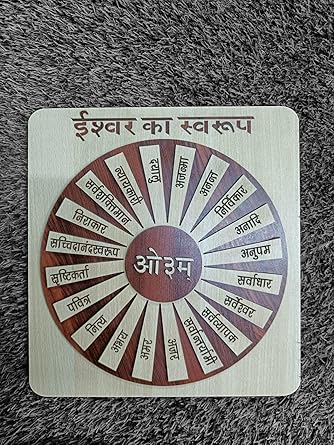 ईश्वर का स्वरूप
ओ३म्
सच्चिदानंदस्वरूप
निराकार
सर्वशक्तिमान
न्यायकारी
दयालु
अजन्मा
अनन्त
निर्विकार
अनादि
अनुपम
सर्वाधार
सर्वेश्वर
सर्वव्यापक
सर्वान्तर्यामी
अजर
अमर
अभय
नित्य
पवित्र
सृष्टिकर्ता